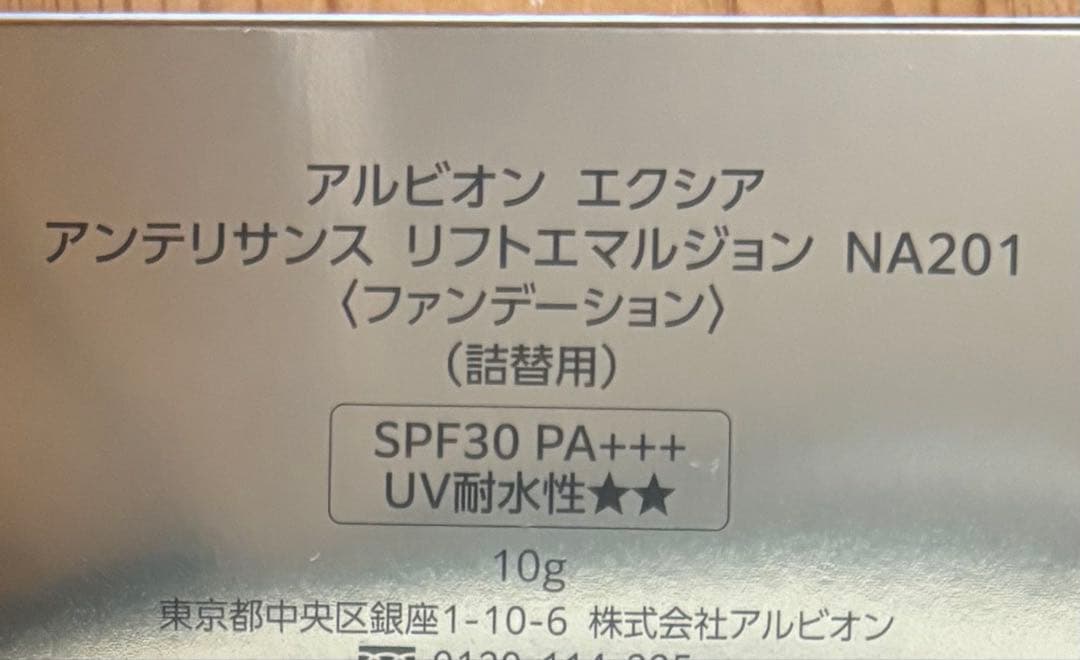 アルビオン エクシア
アンテリサンス リフトエマルジョン NA201
〈ファンデーション〉
(詰替用)
SPF30 PA+++
UV耐水性★★
10g
東京都中央区銀座1-10-6 株式会社アルビオン